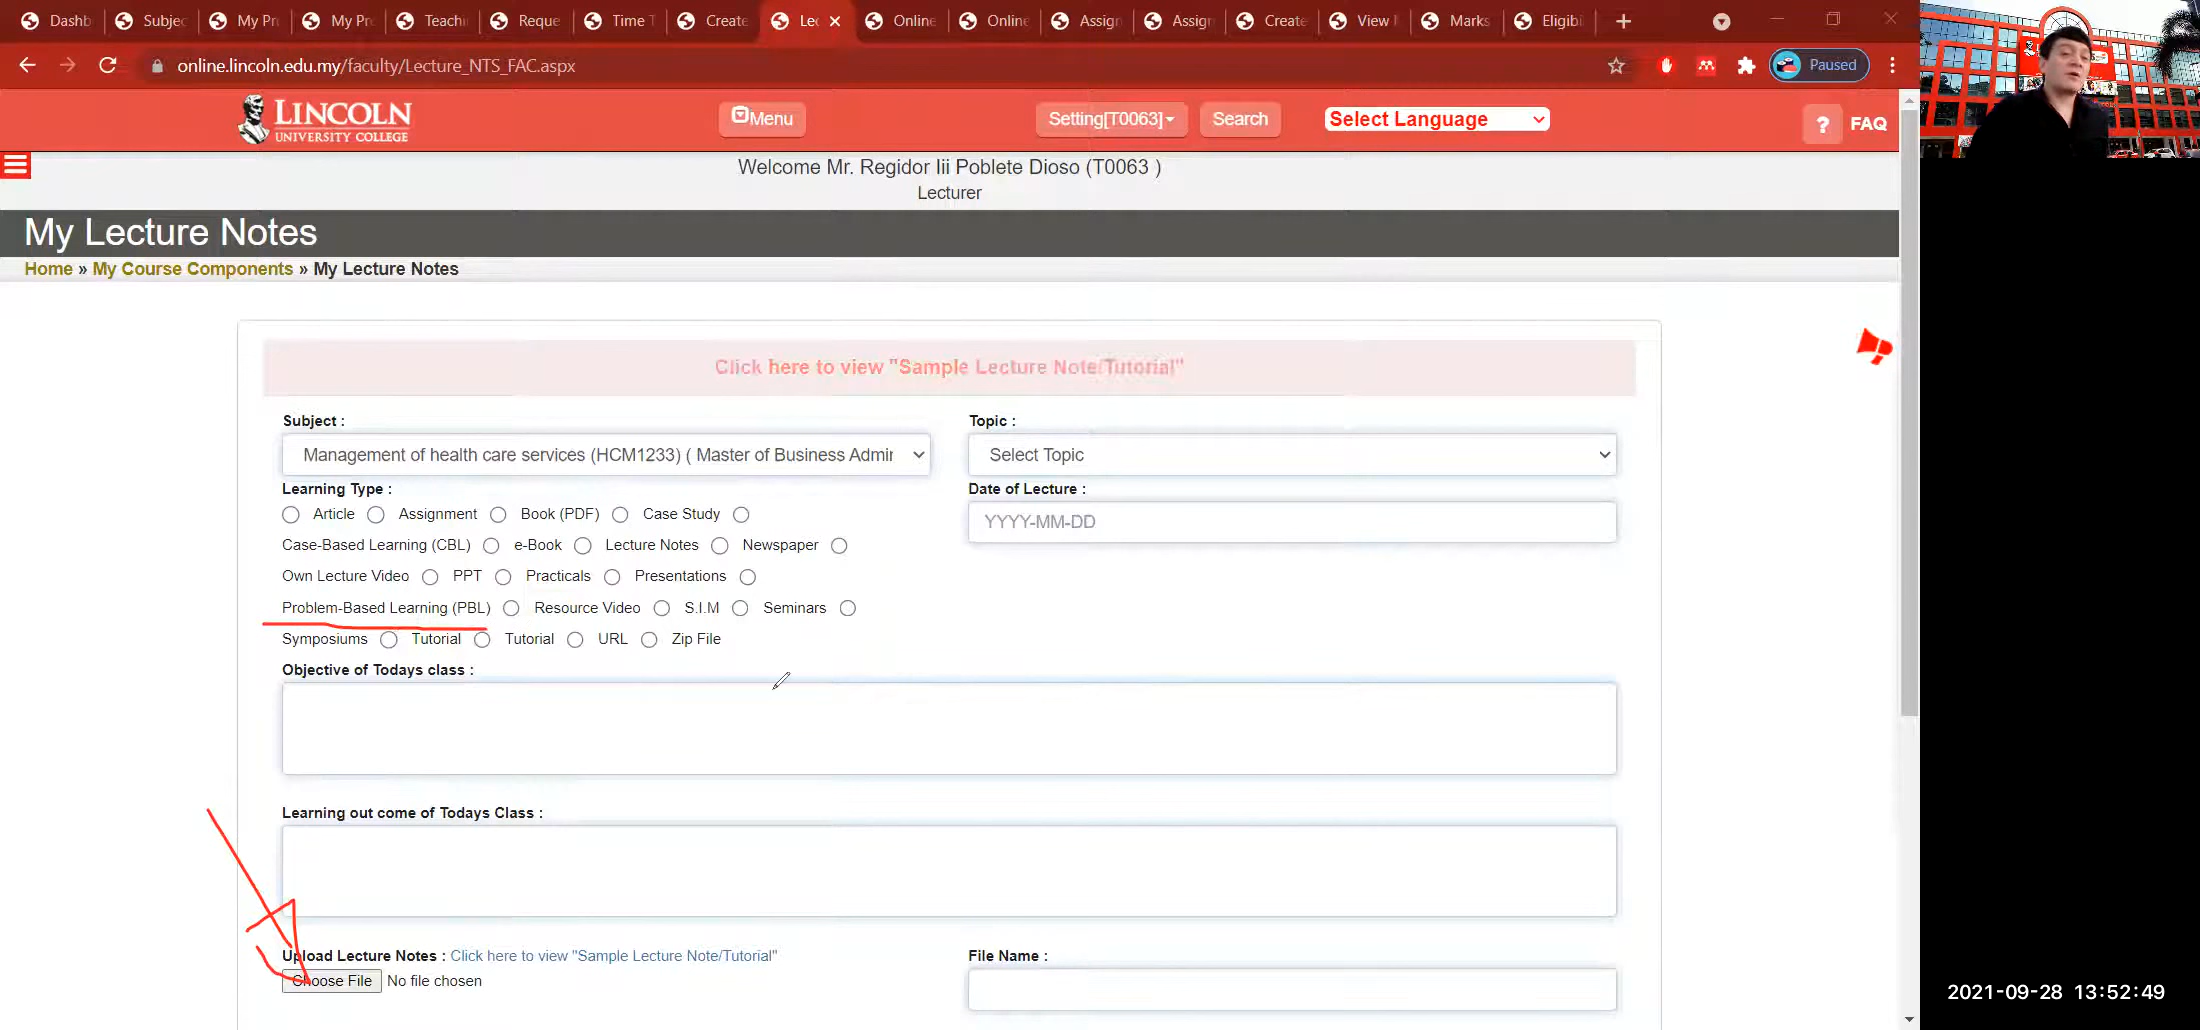 Dashb Subjec My Pr My Pr Teachi Reque Time T Create Lec Online Online Assign Assign Create View Marks Eligibi
online.lincoln.edu.my/faculty/Lecture_NTS_FAC.aspx Paused
LINCOLN
UNIVERSITY COLLEGE
Menu Setting[T0063] Search Select Language ? FAQ
Welcome Mr. Regidor Iii Poblete Dioso (T0063 )
Lecturer
My Lecture Notes
Home » My Course Components » My Lecture Notes
Click here to view "Sample Lecture Note/Tutorial"
Subject : Topic :
Management of health care services (HCM1233) ( Master of Business Admir Select Topic
Learning Type : Date of Lecture :
Article Assignment Book (PDF) Case Study YYYY-MM-DD
Case-Based Learning (CBL) e-Book Lecture Notes Newspaper
Own Lecture Video PPT Practicals Presentations
Problem-Based Learning (PBL) Resource Video S.I.M Seminars
Symposiums Tutorial Tutorial URL Zip File
Objective of Todays class :
Learning out come of Todays Class :
Upload Lecture Notes : Click here to view "Sample Lecture Note/Tutorial" File Name :
Choose File No file chosen
2021-09-28 13:52:49